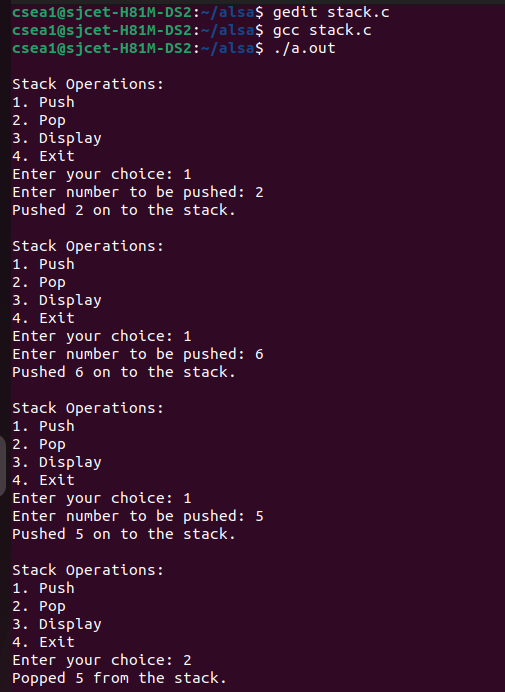 csea1@sjcet-H81M-DS2:~/alsa$ gedit stack.c
csea1@sjcet-H81M-DS2:~/alsa$ gcc stack.c
csea1@sjcet-H81M-DS2:~/alsa$ ./a.out

Stack Operations:
1. Push
2. Pop
3. Display
4. Exit
Enter your choice: 1
Enter number to be pushed: 2
Pushed 2 on to the stack.

Stack Operations:
1. Push
2. Pop
3. Display
4. Exit
Enter your choice: 1
Enter number to be pushed: 6
Pushed 6 on to the stack.

Stack Operations:
1. Push
2. Pop
3. Display
4. Exit
Enter your choice: 1
Enter number to be pushed: 5
Pushed 5 on to the stack.

Stack Operations:
1. Push
2. Pop
3. Display
4. Exit
Enter your choice: 2
Popped 5 from the stack.